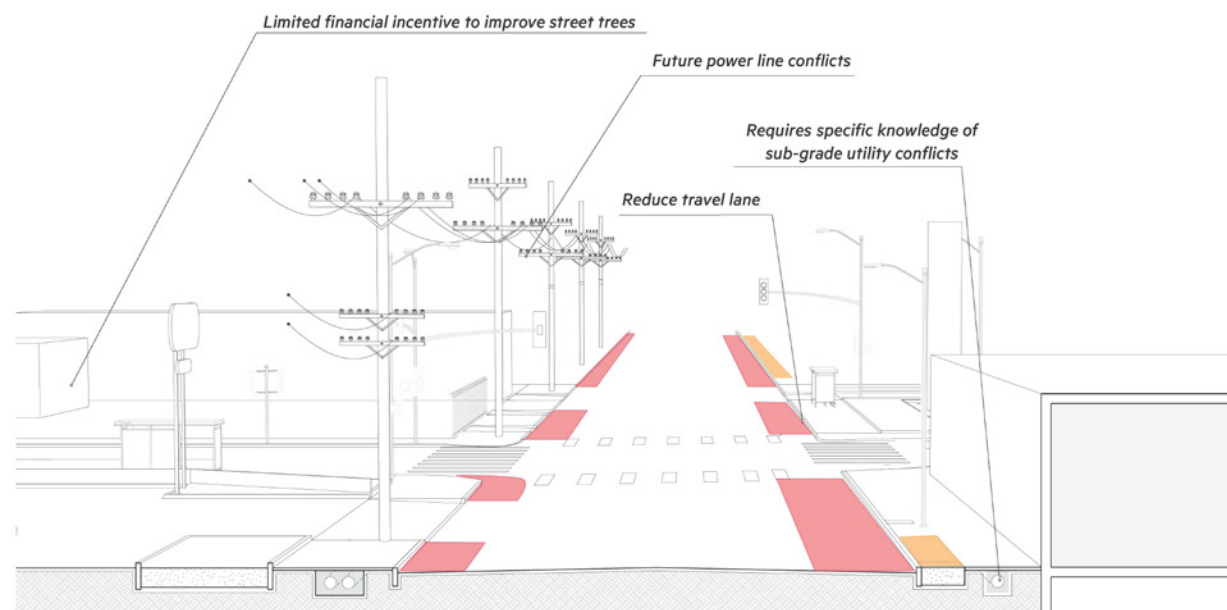 Limited financial incentive to improve street trees
Future power line conflicts
Requires specific knowledge of
sub-grade utility conflicts
Reduce travel lane